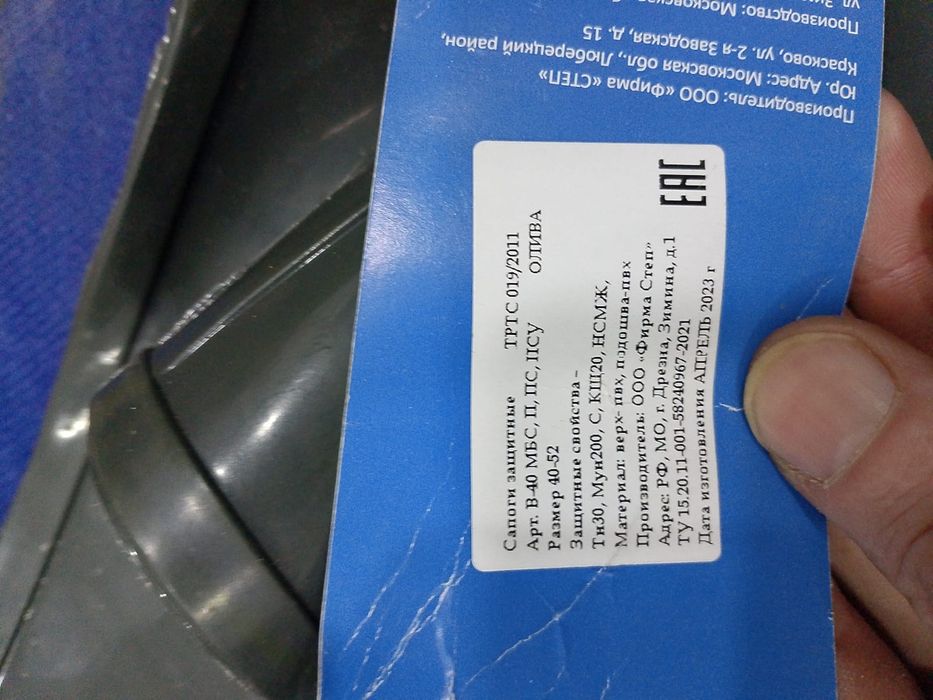 Сапоги защитные ТРТС 019/2011
Арт. В-40 МБС, П, ПС, ПСУ ОЛИВА
Размер 40-52
Защитные свойства –
Тн30, Мун200, С, КЩ20, НСМЖ,
Материал: верх- пвх, подошва-пвх
Производитель: ООО "Фирма Степ"
Адрес: РФ, МО, г. Дрезна, Зимина, д.1
ТУ 15.20.11-001-58240967-2021
Дата изготовления АПРЕЛЬ 2023 г
EAC
Производитель: ООО «Фирма «СТЕП»
Юр. Адрес: Московская обл., Люберецкий район,
Красково, ул. 2-я Заводская, д. 15
Производство: Московская
ул.